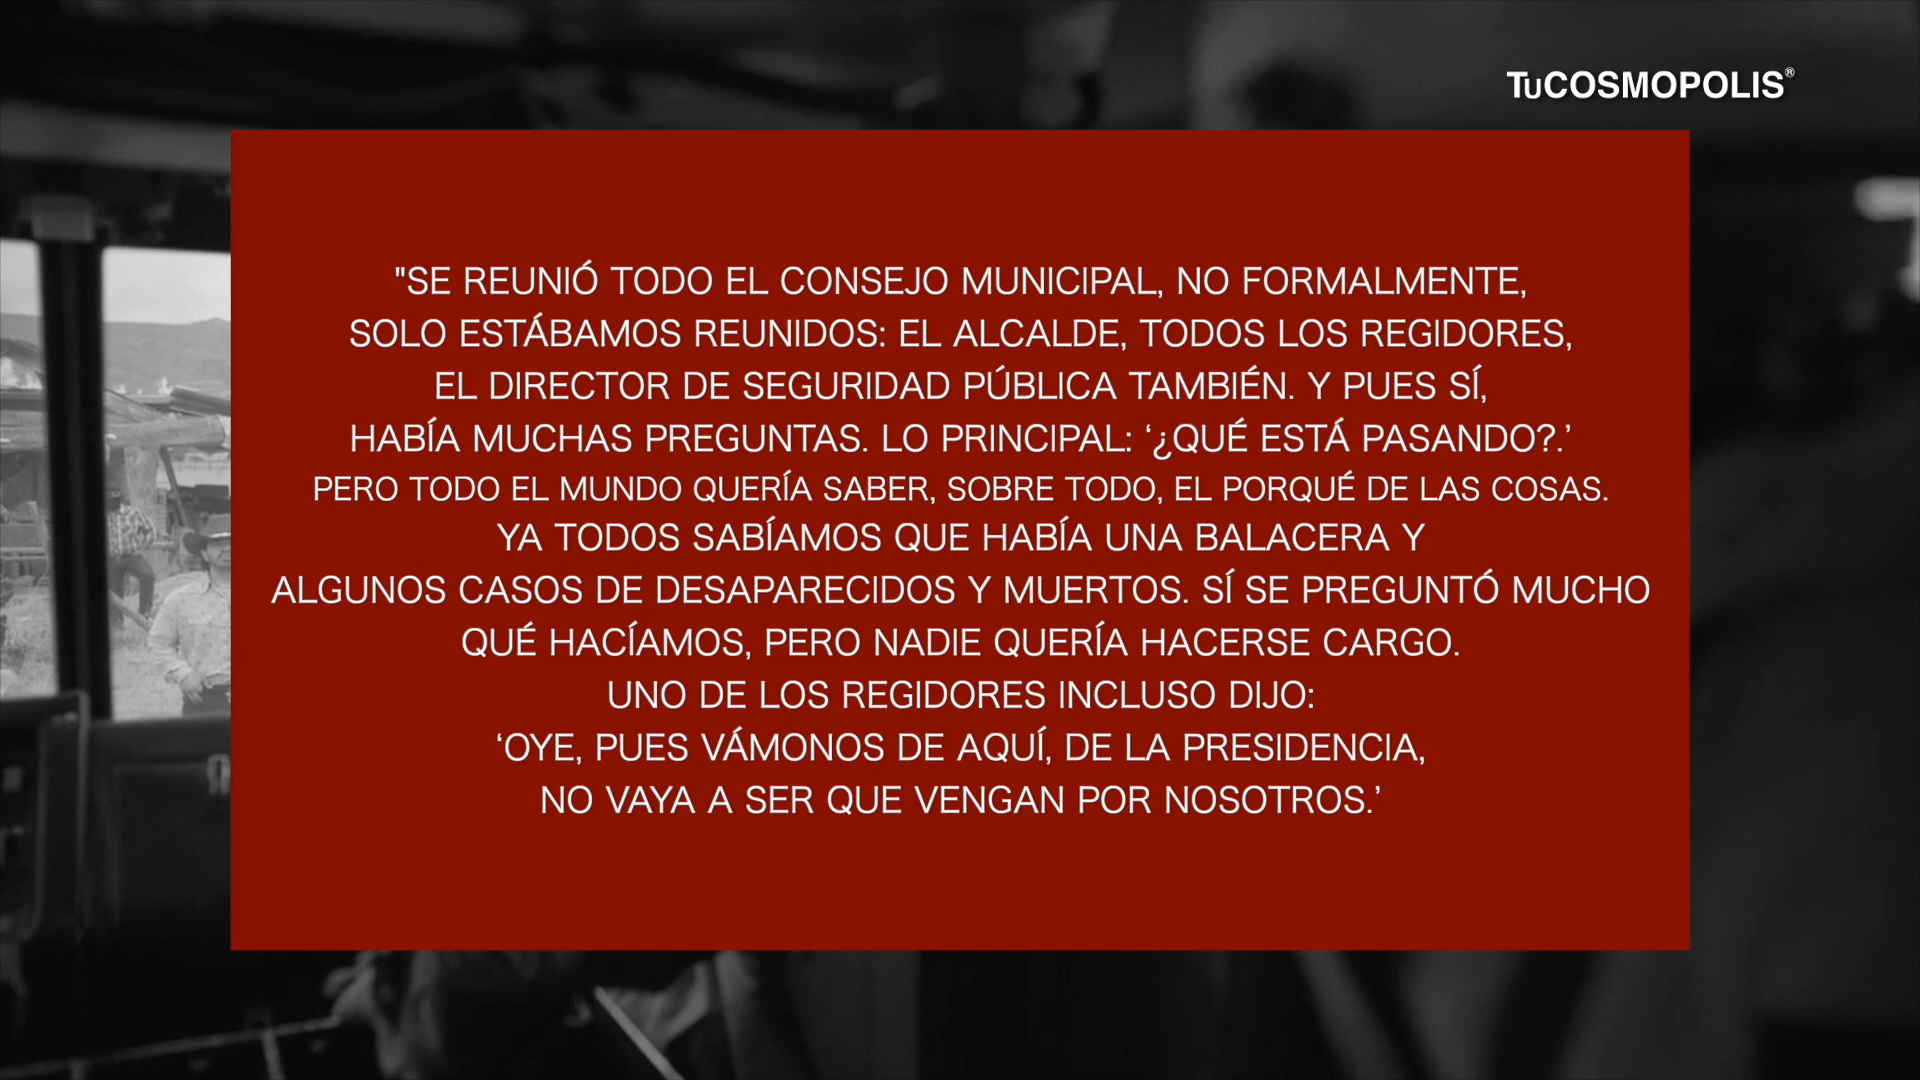 TuCOSMOPOLIS®
"SE REUNIÓ TODO EL CONSEJO MUNICIPAL, NO FORMALMENTE,
SOLO ESTÁBAMOS REUNIDOS: EL ALCALDE, TODOS LOS REGIDORES,
EL DIRECTOR DE SEGURIDAD PÚBLICA TAMBIÉN. Y PUES SÍ,
HABÍA MUCHAS PREGUNTAS. LO PRINCIPAL: ‘¿QUÉ ESTÁ PASANDO?.’
PERO TODO EL MUNDO QUERÍA SABER, SOBRE TODO, EL PORQUÉ DE LAS COSAS.
YA TODOS SABÍAMOS QUE HABÍA UNA BALACERA Y
ALGUNOS CASOS DE DESAPARECIDOS Y MUERTOS. SÍ SE PREGUNTÓ MUCHO
QUÉ HACÍAMOS, PERO NADIE QUERÍA HACERSE CARGO.
UNO DE LOS REGIDORES INCLUSO DIJO:
‘OYE, PUES VÁMONOS DE AQUÍ, DE LA PRESIDENCIA,
NO VAYA A SER QUE VENGAN POR NOSOTROS.’